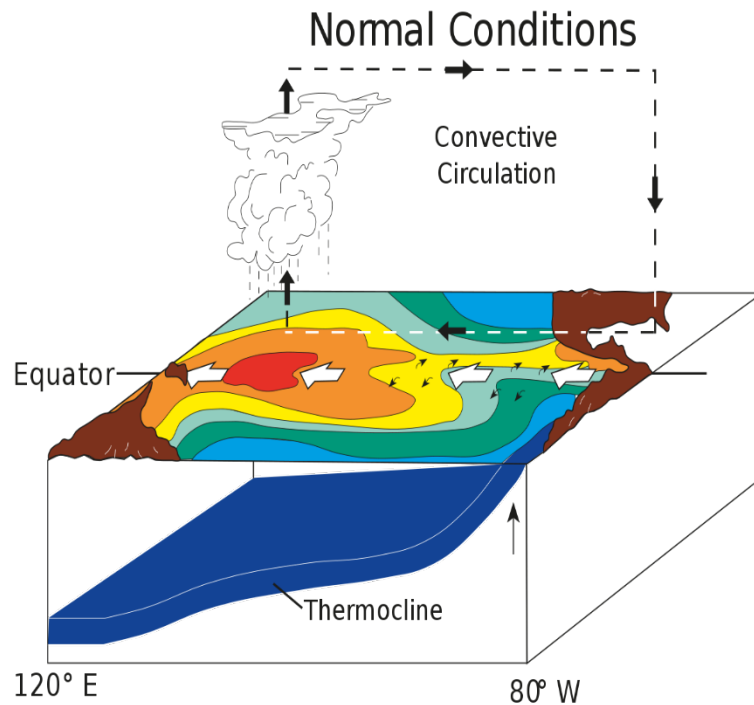 Normal Conditions
Convective
Circulation
Equator
Thermocline
120° E
80° W